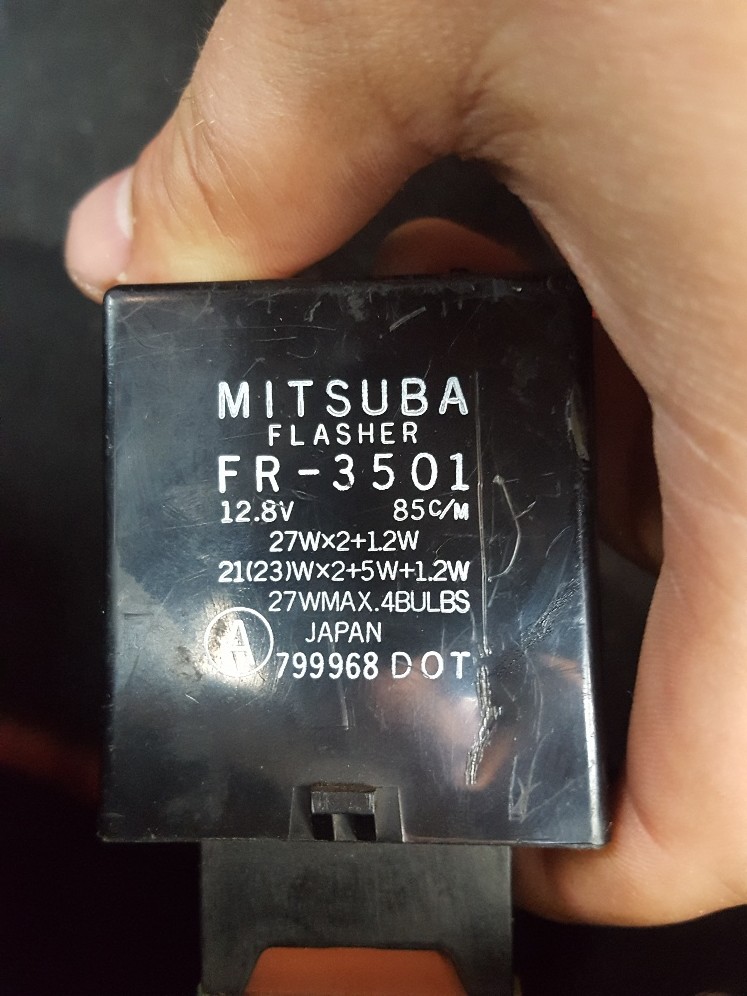 MITSUBA
FLASHER
FR-3501
12.8V 85C/M
27W×2+1.2W
21(23)W×2+5W+1.2W
27WMAX.4BULBS
JAPAN
A
799968 DOT